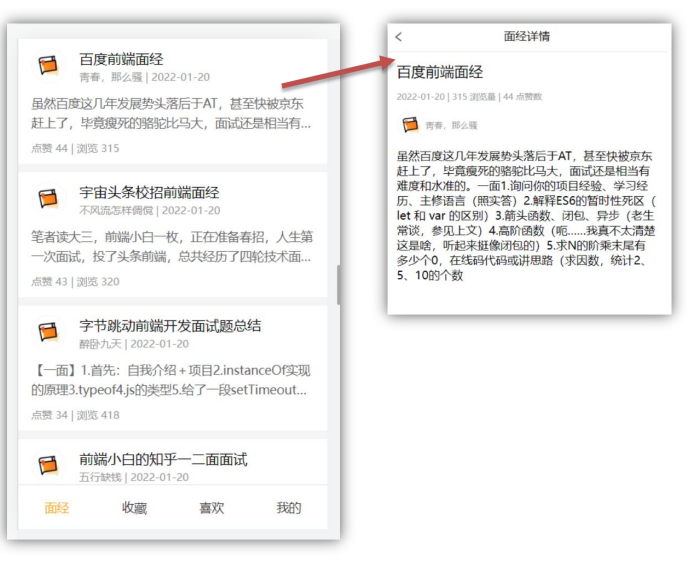 百度前端面经
青春，那么骚 | 2022-01-20
虽然百度这几年发展势头落后于AT，甚至快被京东
赶上了，毕竟瘦死的骆驼比马大，面试还是相当有...
点赞 44 | 浏览 315
宇宙头条校招前端面经
不风流怎样倜傥 | 2022-01-20
笔者读大三，前端小白一枚，正在准备春招，人生第
一次面试，投了头条前端，总共经历了四轮技术面...
点赞 43 | 浏览 320
字节跳动前端开发面试题总结
醉卧九天 | 2022-01-20
【一面】1.首先：自我介绍 + 项目2.instanceOf实现
的原理3.typeof4.js的类型5.给了一段setTimeout...
点赞 34 | 浏览 418
前端小白的知乎一二面面试
五行缺钱 | 2022-01-20
面经 收藏 喜欢 我的
< 面经详情
百度前端面经
2022-01-20 | 315 浏览量 | 44 点赞数
青春，那么骚
虽然百度这几年发展势头落后于AT，甚至快被京东
赶上了，毕竟瘦死的骆驼比马大，面试还是相当有
难度和水准的。一面1.询问你的项目经验、学习经
历、主修语言（照实答）2.解释ES6的暂时性死区（
let 和 var 的区别）3.箭头函数、闭包、异步（老生
常谈，参见上文）4.高阶函数（呃......我真不太清楚
这是啥，听起来挺像闭包的）5.求N的阶乘末尾有
多少个0，在线码代码或讲思路（求因数，统计2、
5、10的个数